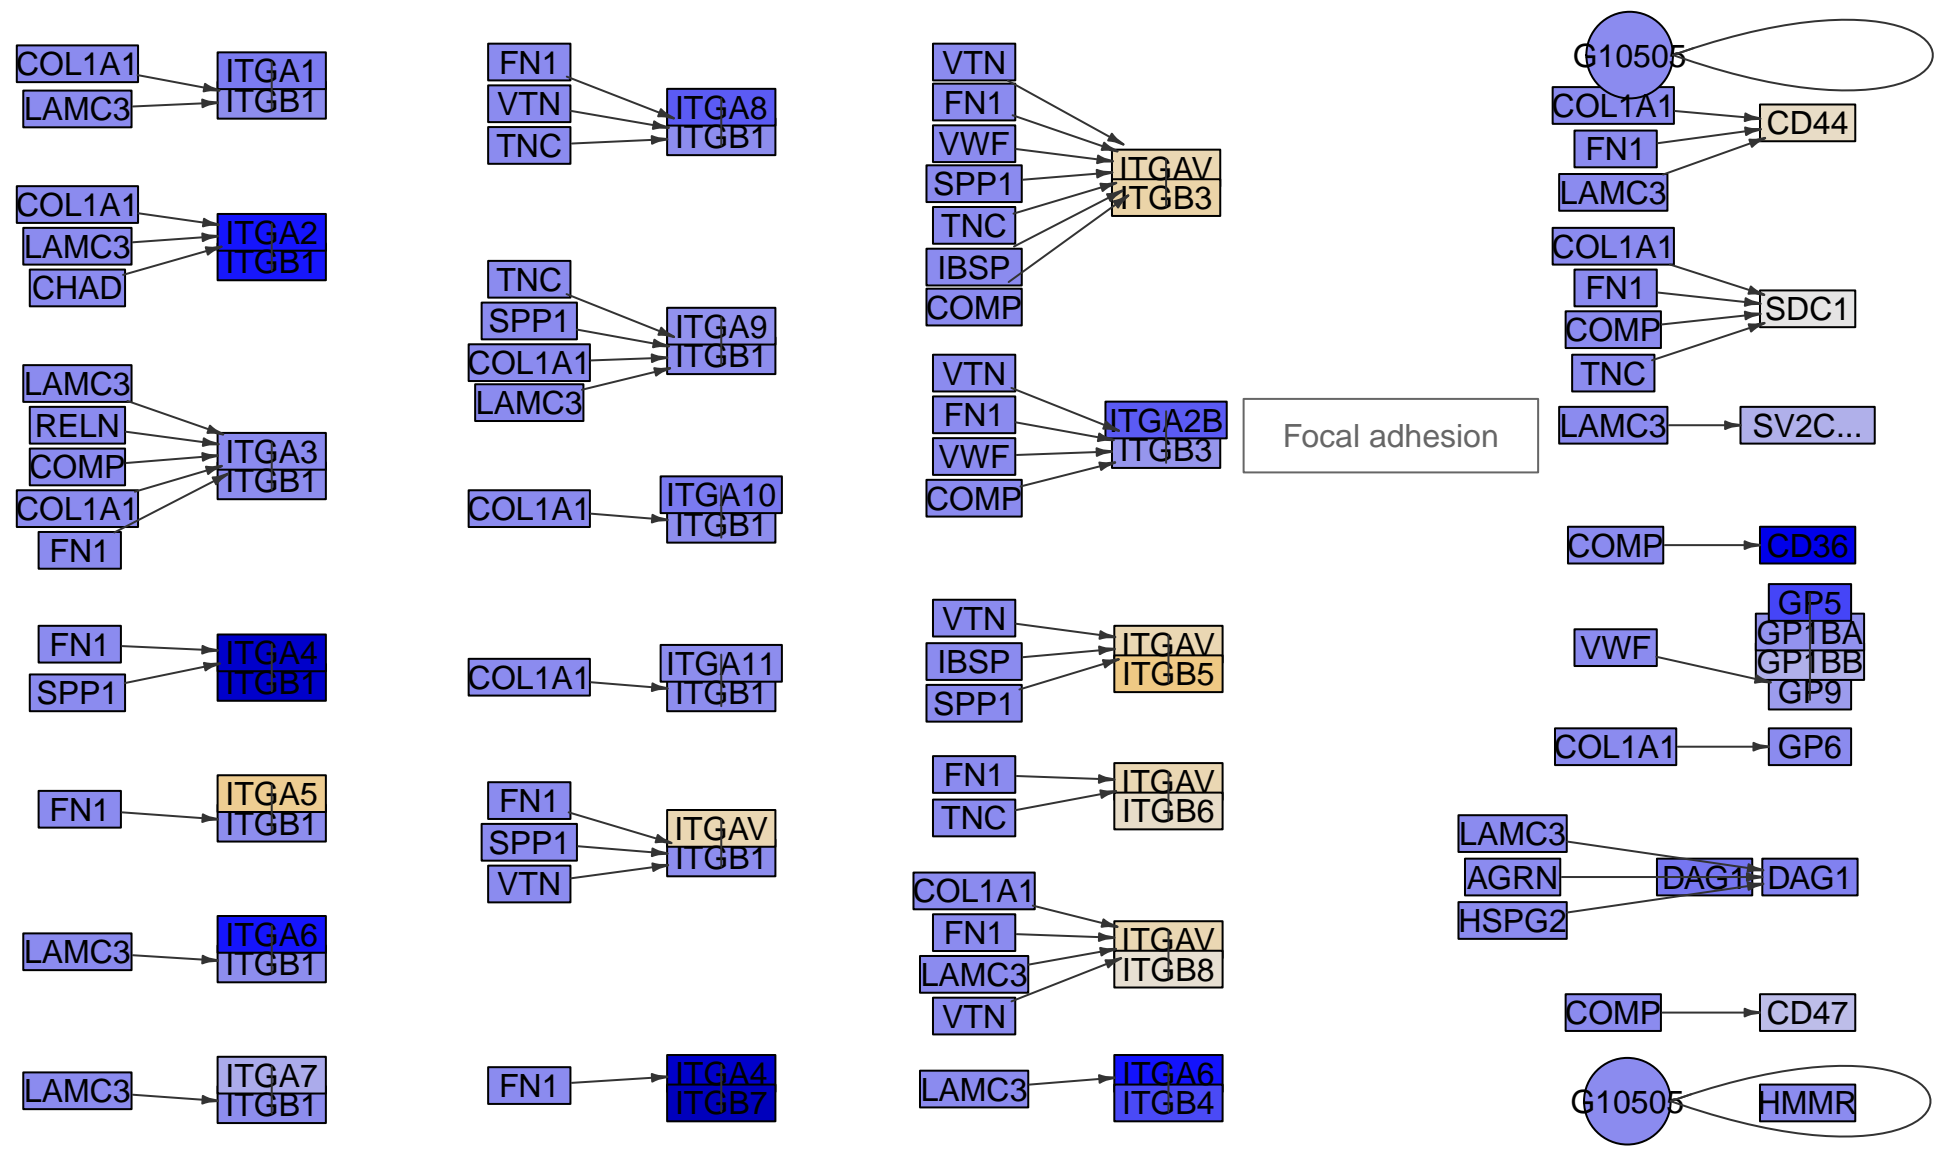 COL1A1
LAMC3
ITGA1
ITGB1
COL1A1
LAMC3
CHAD
ITGA2
ITGB1
LAMC3
RELN
COMP
COL1A1
FN1
ITGA3
ITGB1
FN1
SPP1
ITGA4
ITGB1
FN1
ITGA5
ITGB1
LAMC3
ITGA6
ITGB1
LAMC3
ITGA7
ITGB1
FN1
VTN
TNC
ITGA8
ITGB1
TNC
SPP1
COL1A1
LAMC3
ITGA9
ITGB1
COL1A1
ITGA10
ITGB1
COL1A1
ITGA11
ITGB1
FN1
SPP1
VTN
ITGAV
ITGB1
FN1
ITGA4
ITGB7
VTN
FN1
VWF
SPP1
TNC
IBSP
COMP
ITGAV
ITGB3
VTN
FN1
VWF
COMP
ITGA2B
ITGB3
Focal adhesion
VTN
IBSP
SPP1
ITGAV
ITGB5
FN1
TNC
ITGAV
ITGB6
COL1A1
FN1
LAMC3
VTN
ITGAV
ITGB8
LAMC3
ITGA6
ITGB4
G10505
COL1A1
FN1
LAMC3
CD44
COL1A1
FN1
COMP
TNC
SDC1
LAMC3
SV2C...
COMP
CD36
VWF
GP5
GP1BA
GP1BB
GP9
COL1A1
GP6
LAMC3
AGRN
HSPG2
DAG1
DAG1
COMP
CD47
G10505
HMMR